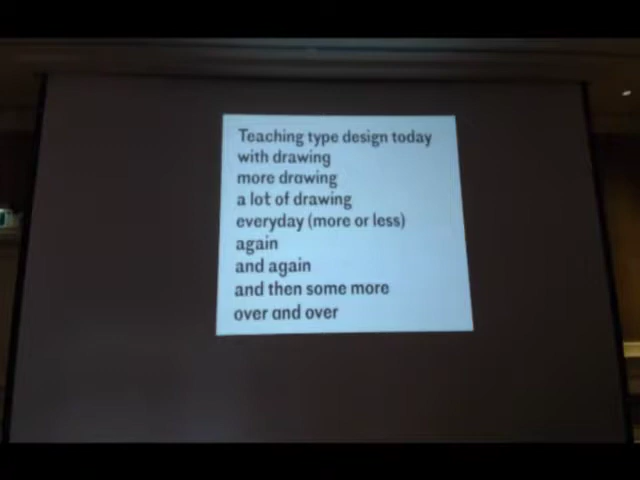 Teaching type design today
with drawing
more drawing
a lot of drawing
everyday (more or less)
again
and again
and then some more
over and over